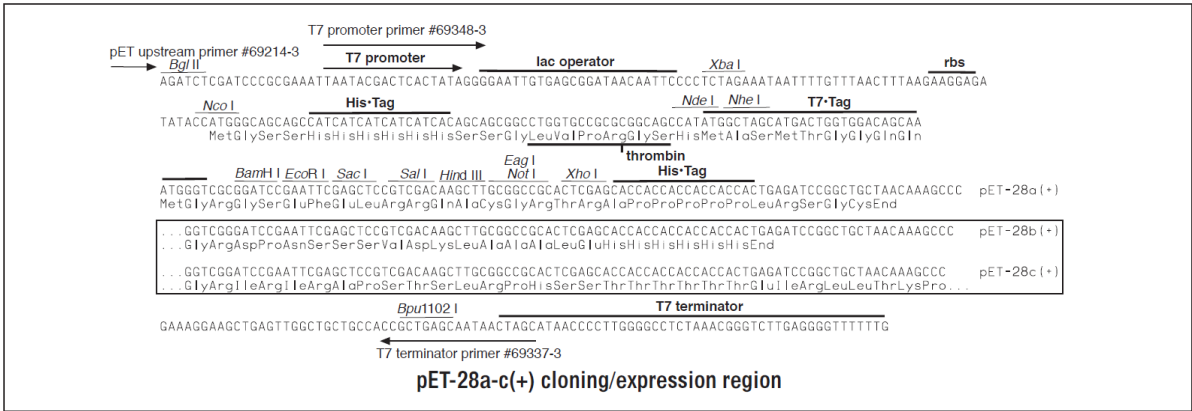 T7 promoter primer #69348-3
pET upstream primer #69214-3
Bgl II
T7 promoter
lac operator
Xba I
rbs
AGATCTCGATCCCGCGAAATTAATACGACTCACTATAGGGGAATTGTGAGCGGATAACAATTCCCCTCTAGAAATAATTTTGTTTAACTTTAAGAAGGAGA
Nco I
His•Tag
Nde I
Nhe I
T7•Tag
TATACCATGGGCAGCAGCCATCATCATCATCATCACAGCAGCGGCCTGGTGCCGCGCGGCAGCCATATGGCTAGCATGACTGGTGGACAGCAA
MetGlySerSerHisHisHisHisHisHisSerSerGlyLeuValProArgGlySerHisMetAlaSerMetThrGlyGlyGlnGln
thrombin
BamH I
EcoR I
Sac I
Sal I
Hind III
Eag I
Not I
Xho I
His•Tag
ATGGGTCGCGGATCCGAATTCGAGCTCCGTCGACAAGCTTGCGGCCGCACTCGAGCACCACCACCACCACCACTGAGATCCGGCTGCTAACAAAGCCC
pET-28a(+)
MetGlyArgGlySerGluPheGluLeuArgArgGlnAlaCysGlyArgThrArgAlaProProProProProLeuArgSerGlyCysEnd
...GGTCGGGATCCGAATTCGAGCTCCGTCGACAAGCTTGCGGCCGCACTCGAGCACCACCACCACCACCACTGAGATCCGGCTGCTAACAAAGCCC
pET-28b(+)
...GlyArgAspProAsnSerSerSerValAspLysLeuAlaAlaAlaLeuGluHisHisHisHisHisHisEnd
...GGTCGGATCCGAATTCGAGCTCCGTCGACAAGCTTGCGGCCGCACTCGAGCACCACCACCACCACCACTGAGATCCGGCTGCTAACAAAGCCC
pET-28c(+)
...GlyArgIleArgIleArgAlaProSerThrSerLeuArgProHisSerSerThrThrThrThrThrThrGluIleArgLeuLeuThrLysPro...
Bpu1102 I
T7 terminator
GAAAGGAAGCTGAGTTGGCTGCTGCCACCGCTGAGCAATAACTAGCATAACCCCTTGGGGCCTCTAAACGGGTCTTGAGGGGTTTTTTG
T7 terminator primer #69337-3
pET-28a-c(+) cloning/expression region